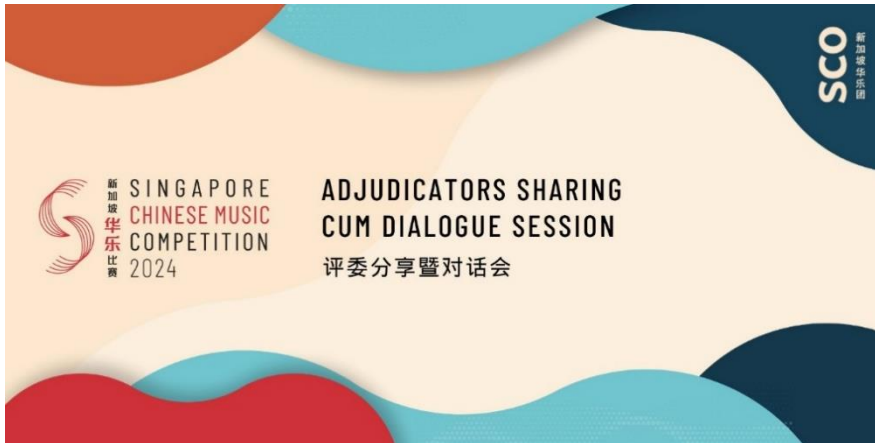 SCO
新加坡华乐团
新加坡华乐比赛
SINGAPORE
CHINESE MUSIC
COMPETITION
2024
ADJUDICATORS SHARING
CUM DIALOGUE SESSION
评委分享暨对话会